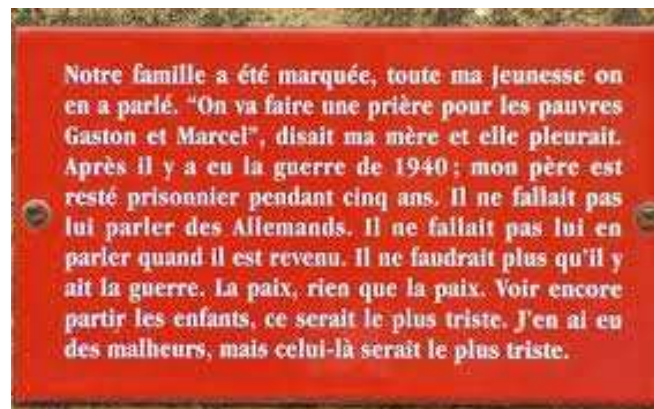 Notre famille a été marquée, toute ma jeunesse on
en a parlé. "On va faire une prière pour les pauvres
Gaston et Marcel", disait ma mère et elle pleurait.
Après il y a eu la guerre de 1940 ; mon père est
resté prisonnier pendant cinq ans. Il ne fallait pas
lui parler des Allemands. Il ne fallait pas lui en
parler quand il est revenu. Il ne faudrait plus qu'il y
ait la guerre. La paix, rien que la paix. Voir encore
partir les enfants, ce serait le plus triste. J'en ai eu
des malheurs, mais celui-là serait le plus triste.